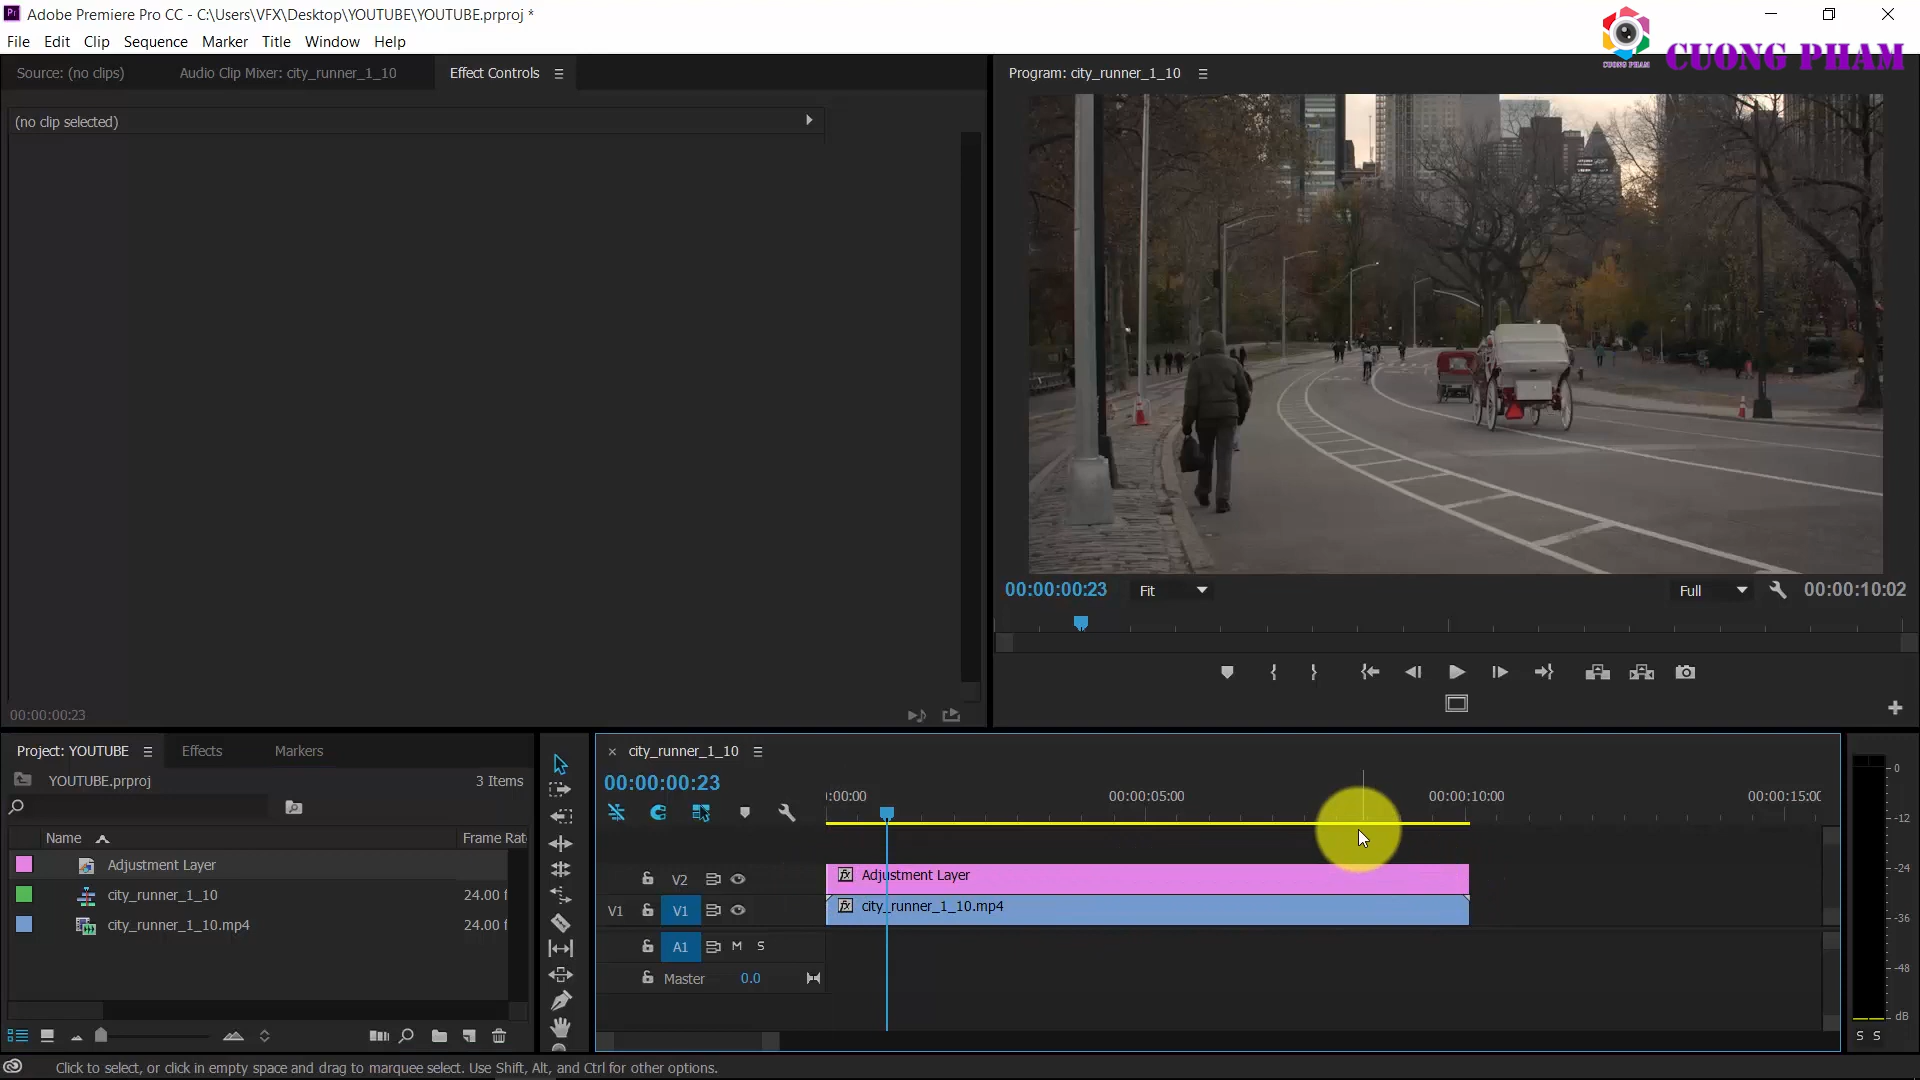 Adobe Premiere Pro CC - C:\Users\VFX\Desktop\YOUTUBE\YOUTUBE.prproj *
CUONG PHAM
CUONG PHAM
File Edit Clip Sequence Marker Title Window Help
Source: (no clips) Audio Clip Mixer: city_runner_1_10 Effect Controls
Program: city_runner_1_10
(no clip selected)
00:00:00:23 Fit Full 00:00:10:02
00:00:00:23
Project: YOUTUBE Effects Markers
YOUTUBE.prproj 3 Items
Name Frame Rat
Adjustment Layer
city_runner_1_10 24.00 f
city_runner_1_10.mp4 24.00 f
× city_runner_1_10
00:00:00:23
:00:00 00:00:05:00 00:00:10:00 00:00:15:00
V2 fx Adjustment Layer
V1 V1 fx city_runner_1_10.mp4
A1 M S
Master 0.0
0
-12
-24
-36
-48
dB
S S
Click to select, or click in empty space and drag to marquee select. Use Shift, Alt, and Ctrl for other options.